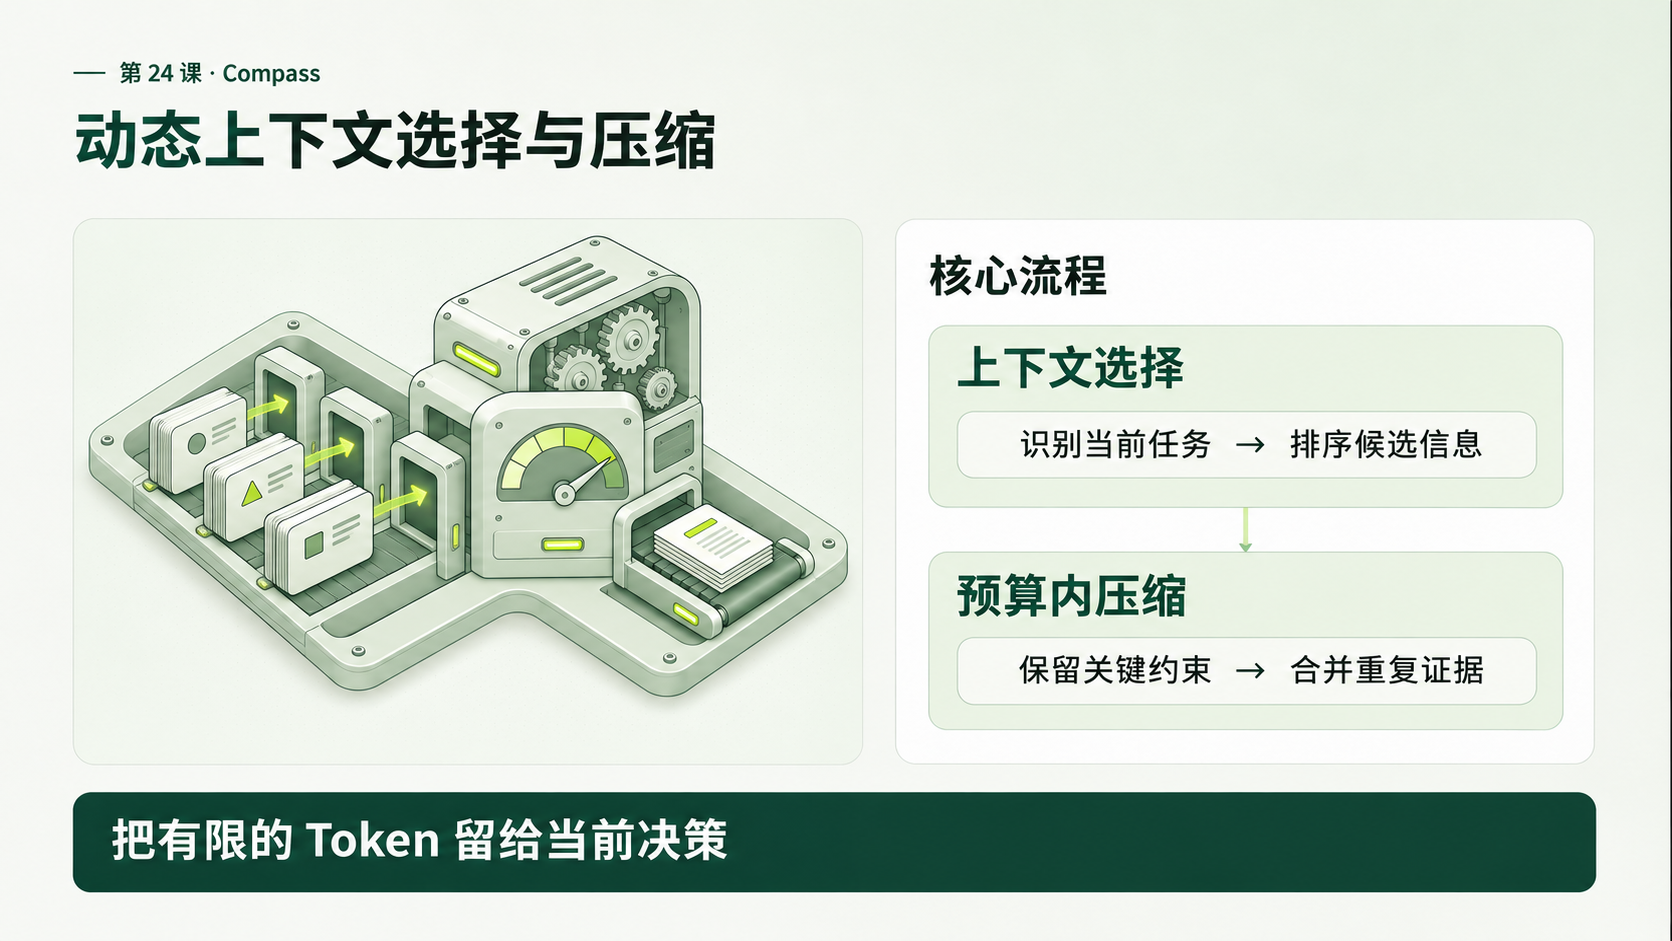 第 24 课 · Compass
动态上下文选择与压缩
核心流程
上下文选择
识别当前任务 → 排序候选信息
预算内压缩
保留关键约束 → 合并重复证据
把有限的 Token 留给当前决策